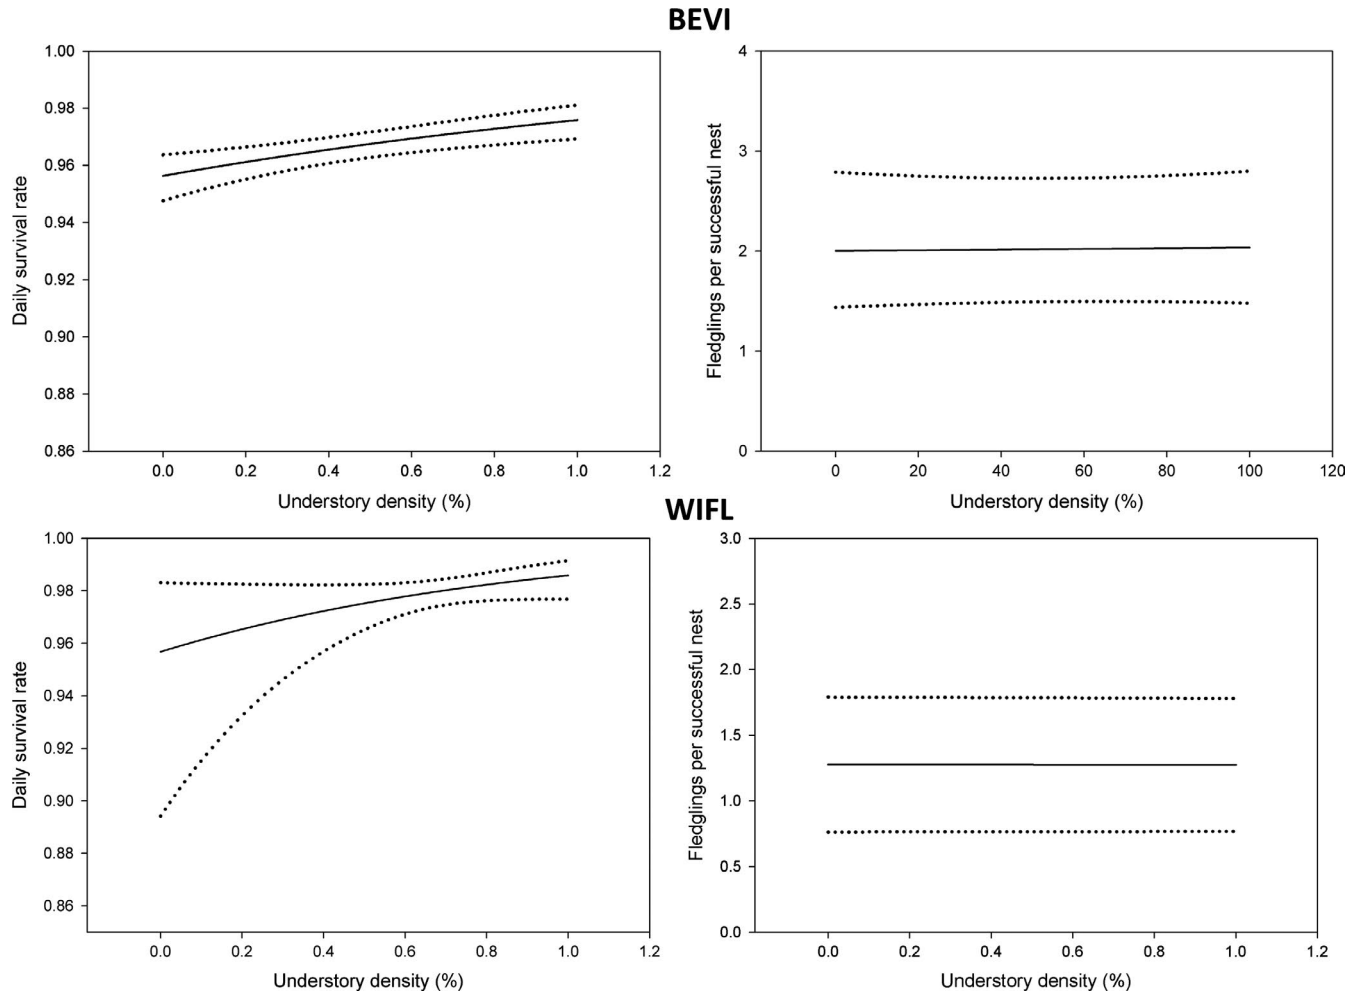 BEVI
1.00
0.98
0.96
0.94
0.92
0.90
0.88
0.86
Daily survival rate
0.0 0.2 0.4 0.6 0.8 1.0 1.2
Understory density (%)
4
3
2
1
0
Fledglings per successful nest
0 20 40 60 80 100 120
Understory density (%)
WIFL
1.00
0.98
0.96
0.94
0.92
0.90
0.88
0.86
Daily survival rate
0.0 0.2 0.4 0.6 0.8 1.0 1.2
Understory density (%)
3.0
2.5
2.0
1.5
1.0
0.5
0.0
Fledglings per successful nest
0.0 0.2 0.4 0.6 0.8 1.0 1.2
Understory density (%)